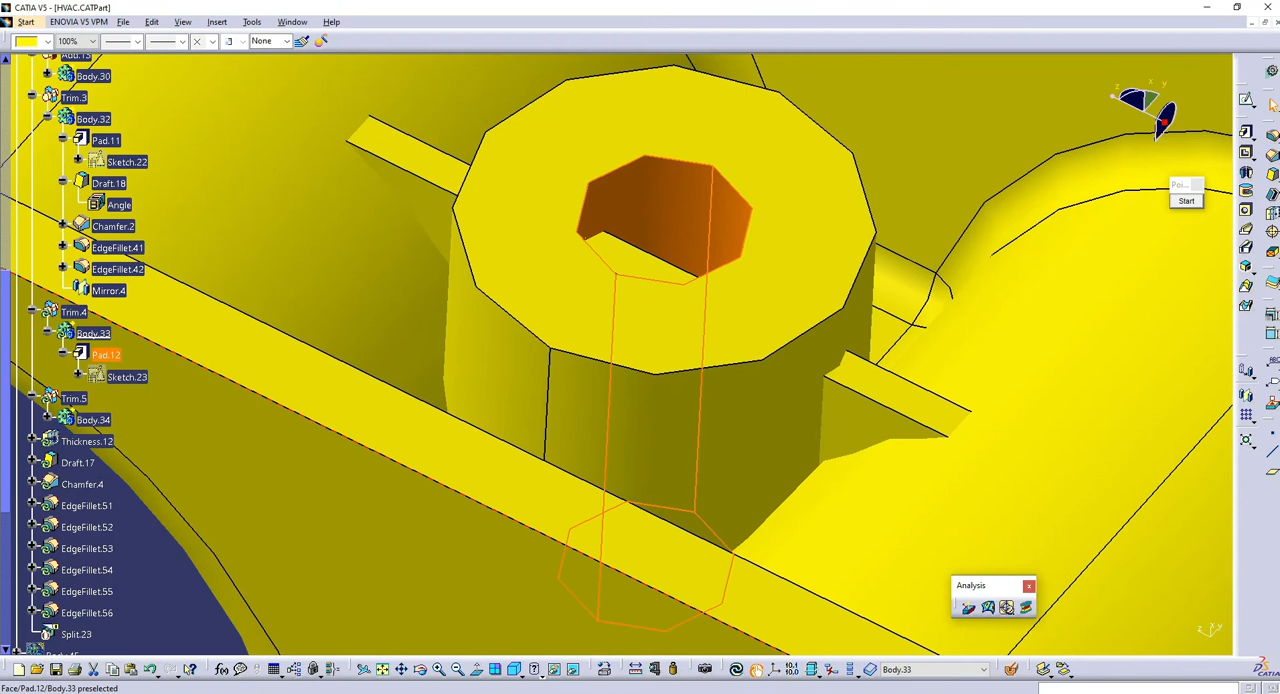 CATIA V5 - [HVAC.CATPart]
Start ENOVIA V5 VPM File Edit View Insert Tools Window Help
100% None
Pad.13
Body.30
Trim.3
Body.32
Pad.11
Sketch.22
Draft.18
Angle
Chamfer.2
EdgeFillet.41
EdgeFillet.42
Mirror.4
Trim.4
Body.33
Pad.12
Sketch.23
Trim.5
Body.34
Thickness.12
Draft.17
Chamfer.4
EdgeFillet.51
EdgeFillet.52
EdgeFillet.53
EdgeFillet.54
EdgeFillet.55
EdgeFillet.56
Split.23
z x y
Poi...
Start
Analysis
z x y
Body.33
Face/Pad.12/Body.33 preselected